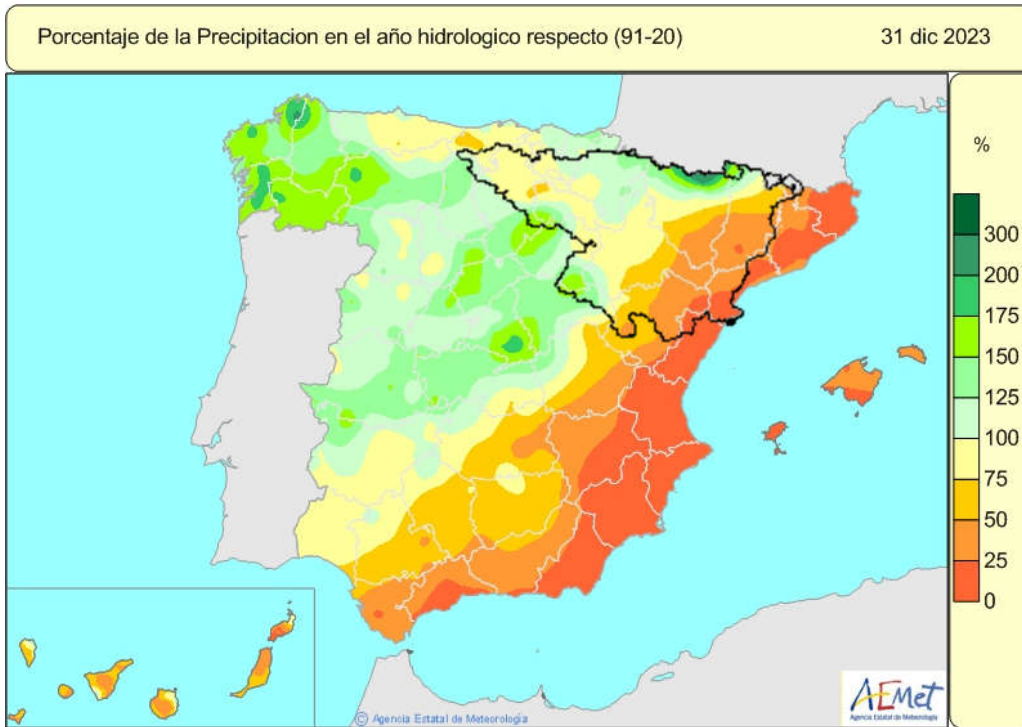 Porcentaje de la Precipitacion en el año hidrologico respecto (91-20) 31 dic 2023
%
300
200
175
150
125
100
75
50
25
0
AEMet
Agencia Estatal de Meteorología
© Agencia Estatal de Meteorología